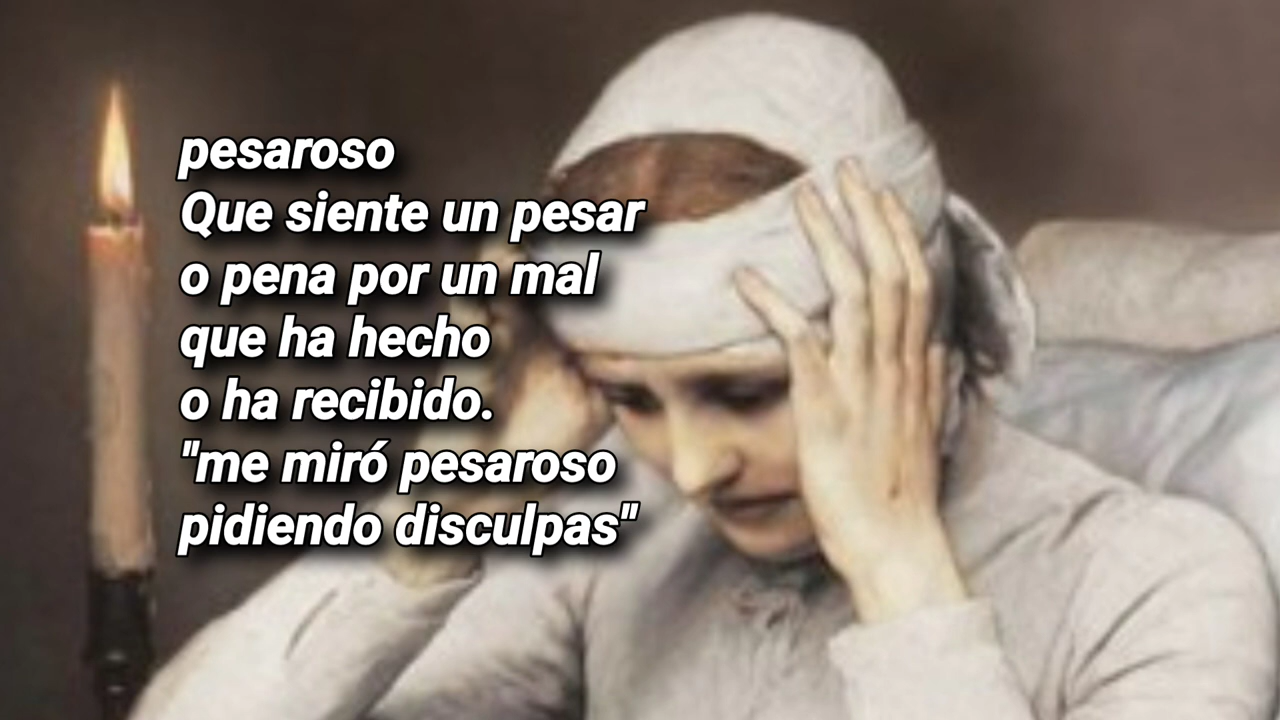 pesaroso
Que siente un pesar
o pena por un mal
que ha hecho
o ha recibido.
"me miró pesaroso
pidiendo disculpas"